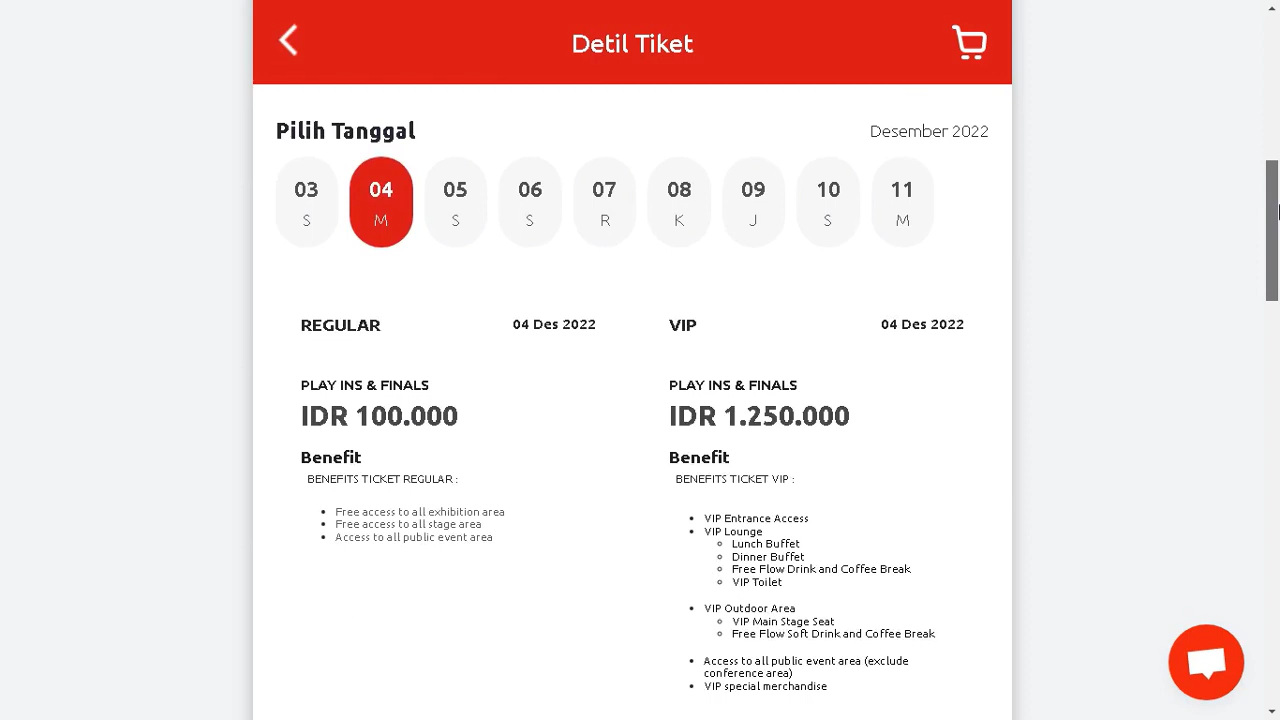 Detil Tiket
Pilih Tanggal
Desember 2022
03 04 05 06 07 08 09 10 11
S M S S R K J S M
REGULAR
04 Des 2022
PLAY INS & FINALS
IDR 100.000
Benefit
BENEFITS TICKET REGULAR :
Free access to all exhibition area
Free access to all stage area
Access to all public event area
VIP
04 Des 2022
PLAY INS & FINALS
IDR 1.250.000
Benefit
BENEFITS TICKET VIP :
VIP Entrance Access
VIP Lounge
Lunch Buffet
Dinner Buffet
Free Flow Drink and Coffee Break
VIP Toilet
VIP Outdoor Area
VIP Main Stage Seat
Free Flow Soft Drink and Coffee Break
Access to all public event area (exclude
conference area)
VIP special merchandise